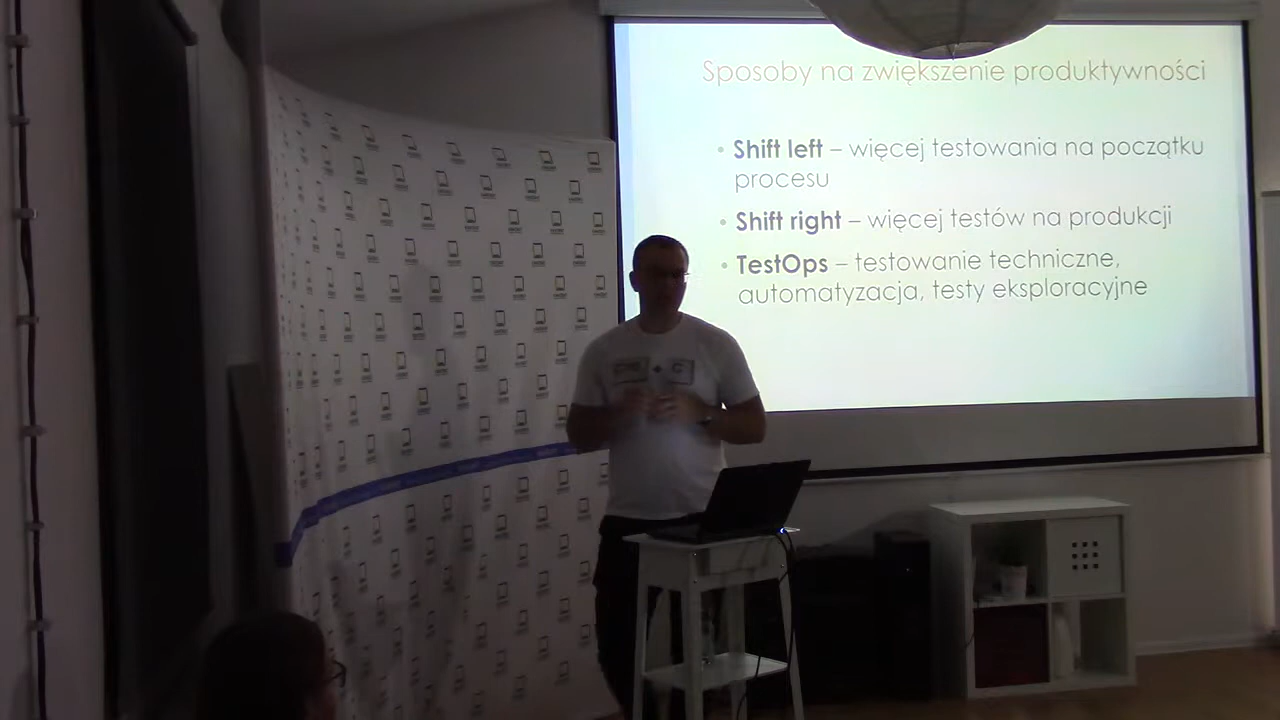 Sposoby na zwiększenie produktywności
• Shift left – więcej testowania na początku
procesu
• Shift right – więcej testów na produkcji
• TestOps – testowanie techniczne,
automatyzacja, testy eksploracyjne